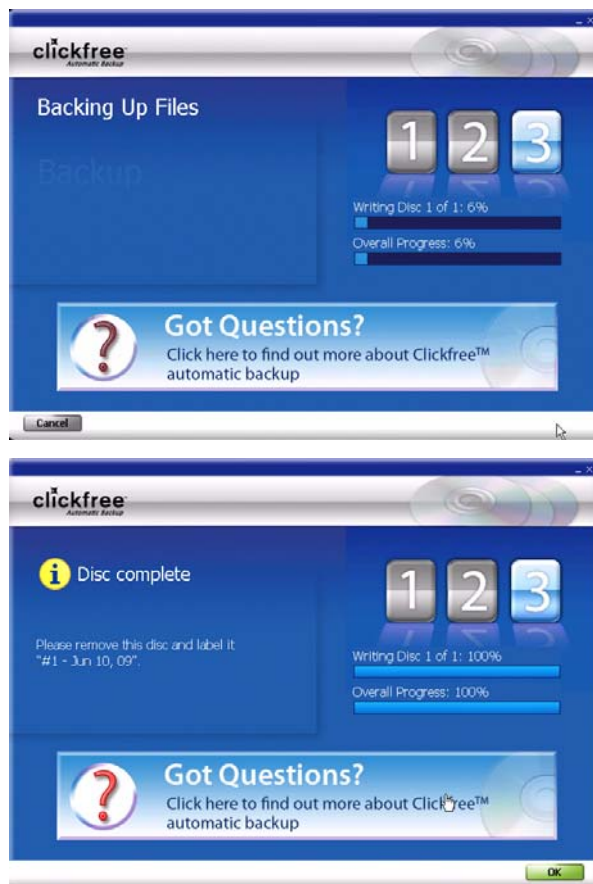 clickfree
Automatic Backup
Backing Up Files
Backup
1 2 3
Writing Disc 1 of 1: 6%
Overall Progress: 6%
?
Got Questions?
Click here to find out more about Clickfree™
automatic backup
Cancel
clickfree
Automatic Backup
i Disc complete
1 2 3
Please remove this disc and label it
"#1 - Jun 10, 09".
Writing Disc 1 of 1: 100%
Overall Progress: 100%
?
Got Questions?
Click here to find out more about Clickfree™
automatic backup
OK